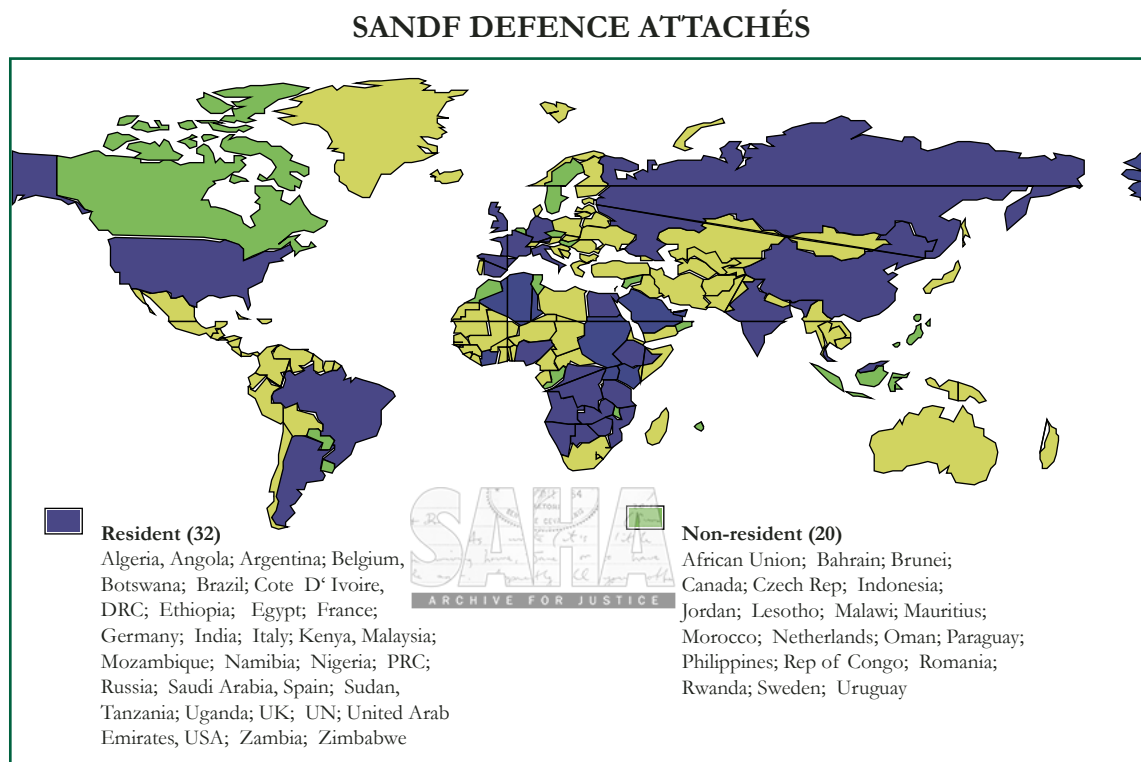 SANDF DEFENCE ATTACHÉS
Resident (32)
Algeria, Angola; Argentina; Belgium,
Botswana; Brazil; Cote D‘ Ivoire,
DRC; Ethiopia; Egypt; France;
Germany; India; Italy; Kenya, Malaysia;
Mozambique; Namibia; Nigeria; PRC;
Russia; Saudi Arabia, Spain; Sudan,
Tanzania; Uganda; UK; UN; United Arab
Emirates, USA; Zambia; Zimbabwe
SAHA
ARCHIVE FOR JUSTICE
Non-resident (20)
African Union; Bahrain; Brunei;
Canada; Czech Rep; Indonesia;
Jordan; Lesotho; Malawi; Mauritius;
Morocco; Netherlands; Oman; Paraguay;
Philippines; Rep of Congo; Romania;
Rwanda; Sweden; Uruguay